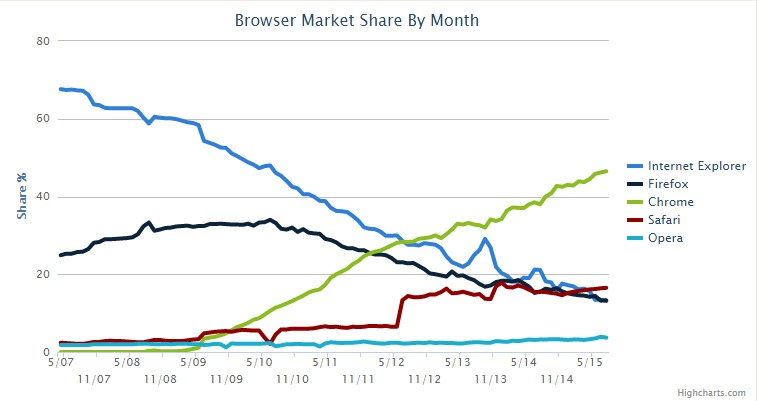 Browser Market Share By Month
80
60
40
20
0
Share %
5/07
11/07
5/08
11/08
5/09
11/09
5/10
11/10
5/11
11/11
5/12
11/12
5/13
11/13
5/14
11/14
5/15
Internet Explorer
Firefox
Chrome
Safari
Opera
Highcharts.com